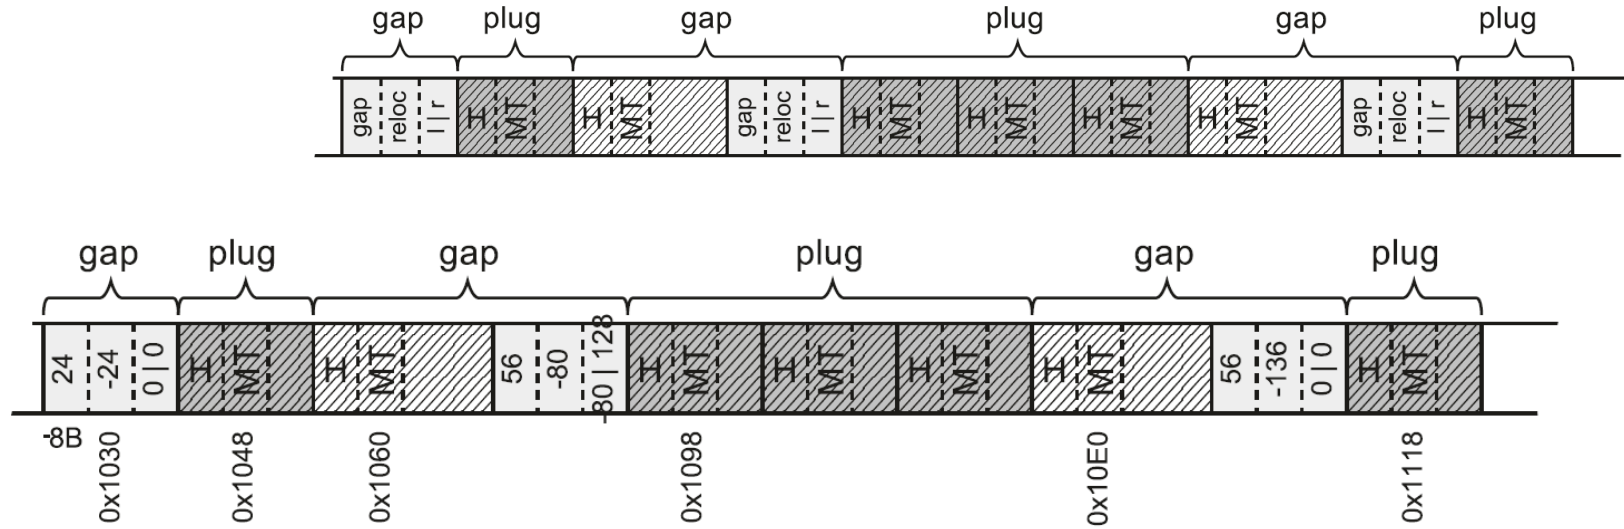 gap plug gap plug gap plug
gap reloc l | r H MT H MT gap reloc l | r H MT H MT H MT H MT gap reloc l | r H MT
gap plug gap plug gap plug
24 -24 0 | 0 H MT H MT 56 -80 -80 | 128 H MT H MT H MT H MT 56 -136 0 | 0 H MT
-8B
0x1030 0x1048 0x1060 0x1098 0x10E0 0x1118